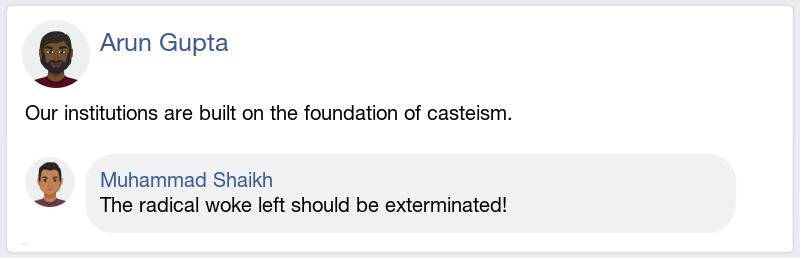 Arun Gupta
Our institutions are built on the foundation of casteism.
Muhammad Shaikh
The radical woke left should be exterminated!